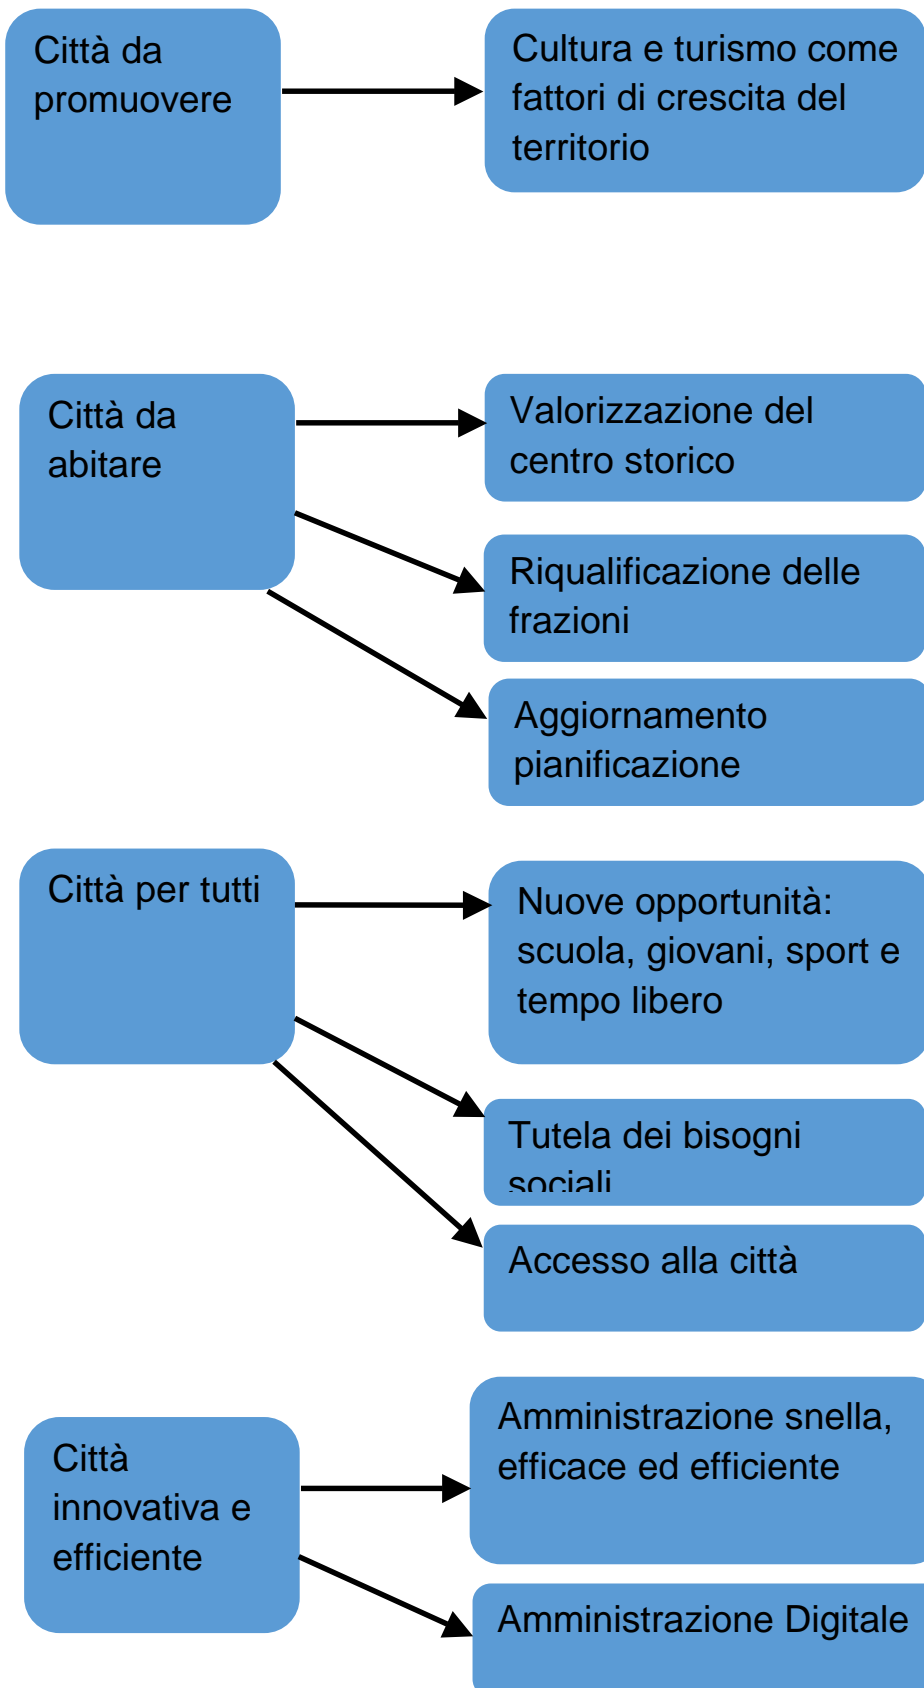 Città da
promuovere
Cultura e turismo come
fattori di crescita del
territorio
Città da
abitare
Valorizzazione del
centro storico
Riqualificazione delle
frazioni
Aggiornamento
pianificazione
Città per tutti
Nuove opportunità:
scuola, giovani, sport e
tempo libero
Tutela dei bisogni
sociali
Accesso alla città
Città
innovativa e
efficiente
Amministrazione snella,
efficace ed efficiente
Amministrazione Digitale